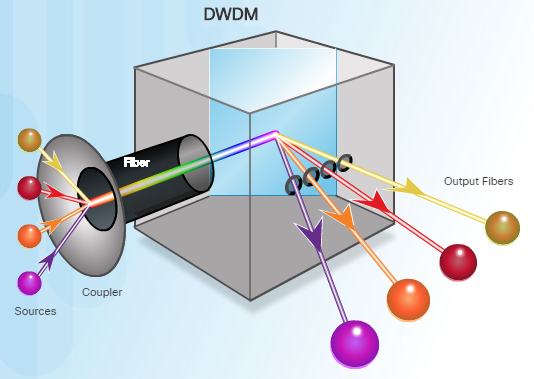 DWDM
Fiber
Output Fibers
Coupler
Sources